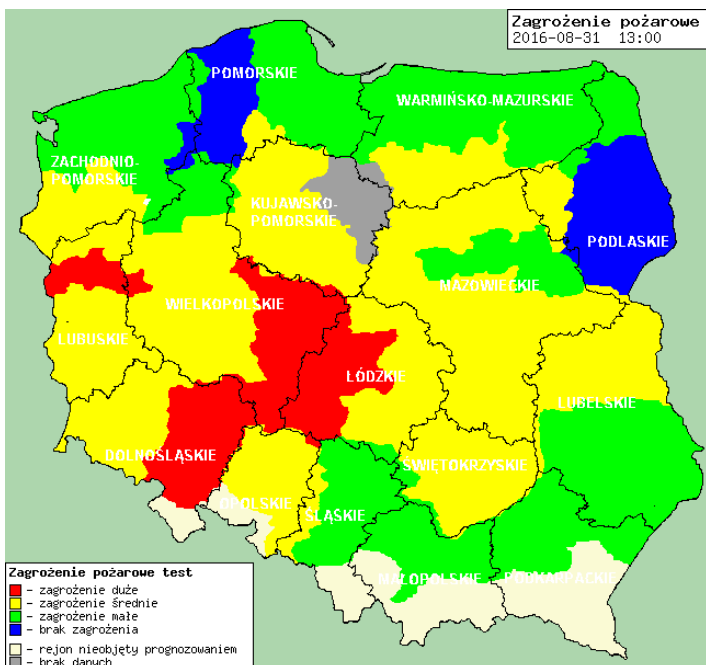 Zagrożenie pożarowe
2016-08-31 13:00
POMORSKIE
WARMIŃSKO-MAZURSKIE
ZACHODNIO-
POMORSKIE
KUJAWSKO-
POMORSKIE
PODLASKIE
MAZOWIECKIE
WIELKOPOLSKIE
LUBUSKIE
ŁÓDZKIE
LUBELSKIE
DOLNOŚLĄSKIE
ŚWIĘTOKRZYSKIE
OPOLSKIE
ŚLĄSKIE
MAŁOPOLSKIE
PODKARPACKIE
Zagrożenie pożarowe test
- zagrożenie duże
- zagrożenie średnie
- zagrożenie małe
- brak zagrożenia
- rejon nieobjęty prognozowaniem
- brak danych